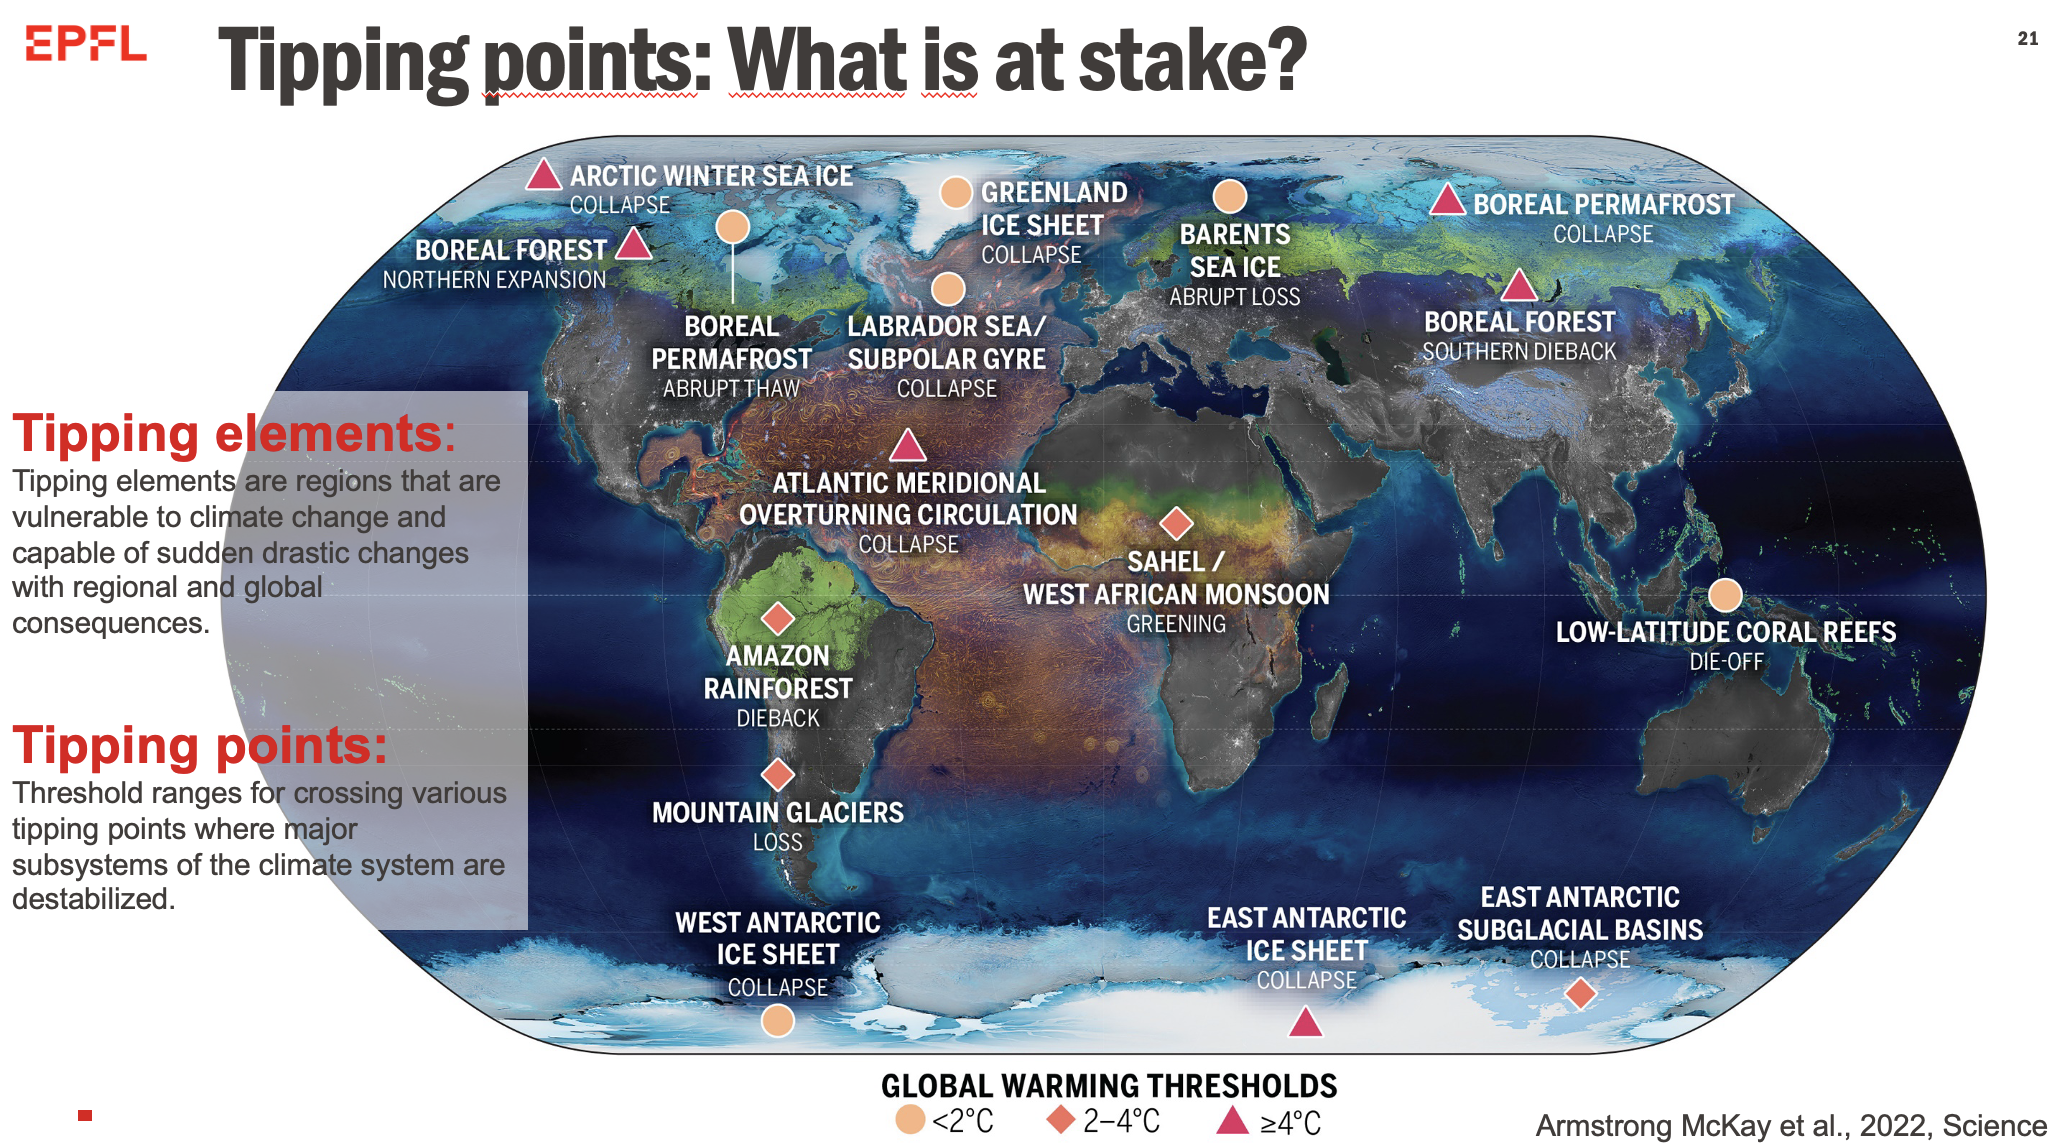 EPFL
Tipping points: What is at stake?
21
ARCTIC WINTER SEA ICE
COLLAPSE
GREENLAND
ICE SHEET
COLLAPSE
BARENTS
SEA ICE
ABRUPT LOSS
BOREAL PERMAFROST
COLLAPSE
BOREAL FOREST
NORTHERN EXPANSION
BOREAL
PERMAFROST
ABRUPT THAW
LABRADOR SEA/
SUBPOLAR GYRE
COLLAPSE
BOREAL FOREST
SOUTHERN DIEBACK
Tipping elements:
Tipping elements are regions that are
vulnerable to climate change and
capable of sudden drastic changes
with regional and global
consequences.
ATLANTIC MERIDIONAL
OVERTURNING CIRCULATION
COLLAPSE
SAHEL /
WEST AFRICAN MONSOON
GREENING
LOW-LATITUDE CORAL REEFS
DIE-OFF
AMAZON
RAINFOREST
DIEBACK
Tipping points:
Threshold ranges for crossing various
tipping points where major
subsystems of the climate system are
destabilized.
MOUNTAIN GLACIERS
LOSS
WEST ANTARCTIC
ICE SHEET
COLLAPSE
EAST ANTARCTIC
ICE SHEET
COLLAPSE
EAST ANTARCTIC
SUBGLACIAL BASINS
COLLAPSE
GLOBAL WARMING THRESHOLDS
<2°C 2–4°C ≥4°C
Armstrong McKay et al., 2022, Science